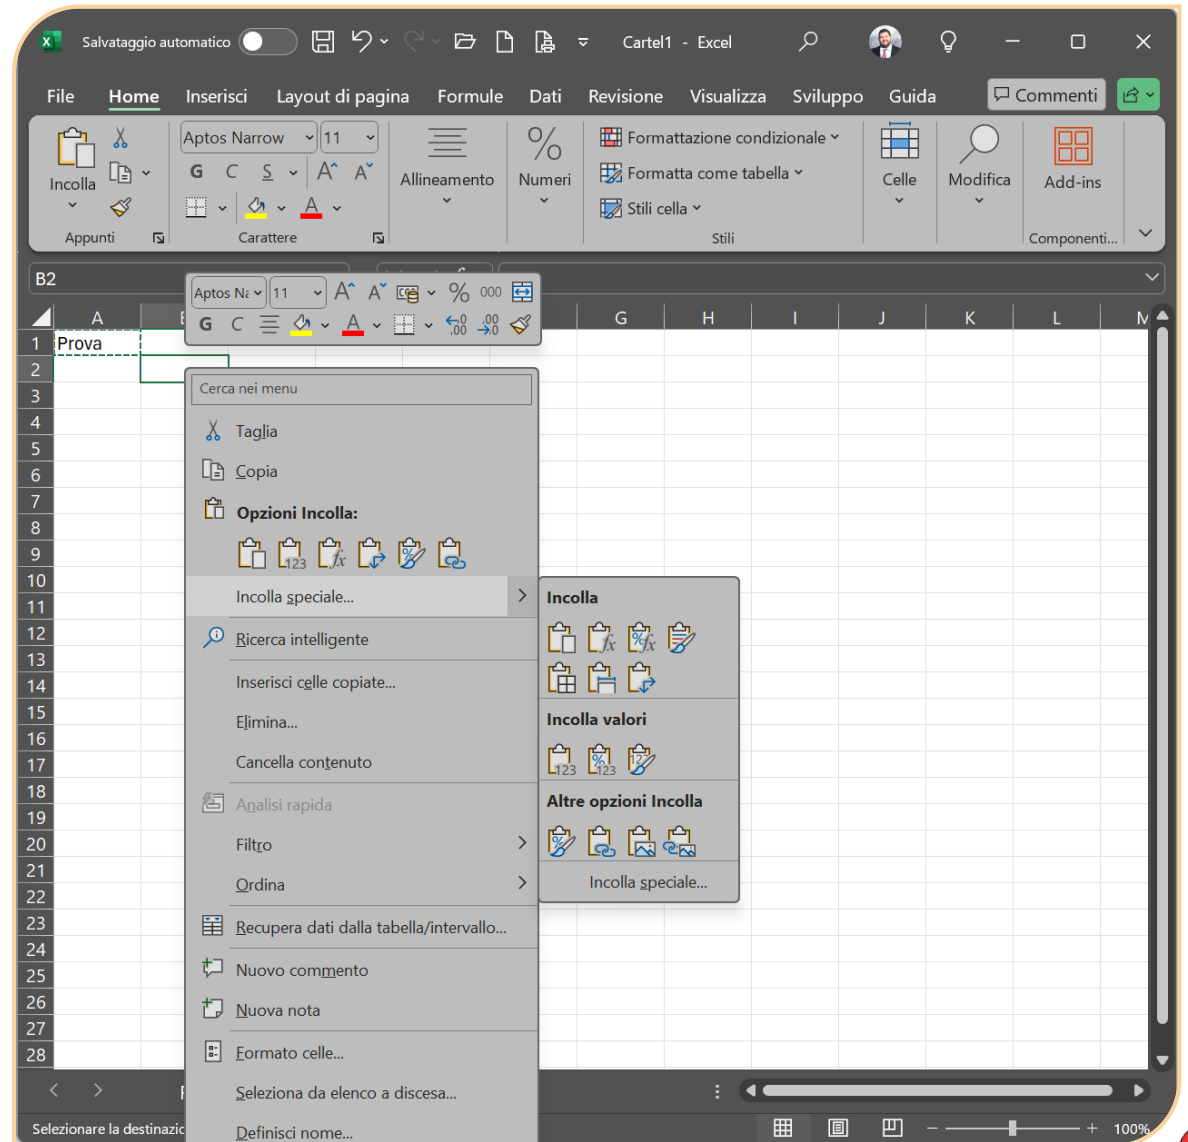 Salvataggio automatico
Cartel1 - Excel
File Home Inserisci Layout di pagina Formule Dati Revisione Visualizza Sviluppo Guida Commenti
Aptos Narrow 11
Incolla
G C S A A
A
Appunti
Carattere
Allineamento
Numeri
Formattazione condizionale
Formatta come tabella
Stili cella
Stili
Celle
Modifica
Add-ins
Componenti...
B2
Aptos Na 11 A A % 000
G C A
A G H I J K L M
1 Prova
2
3
4
5
6
7
8
9
10
11
12
13
14
15
16
17
18
19
20
21
22
23
24
25
26
27
28
Cerca nei menu
Taglia
Copia
Opzioni Incolla:
Incolla speciale...
Ricerca intelligente
Inserisci celle copiate...
Elimina...
Cancella contenuto
Analisi rapida
Filtro
Ordina
Recupera dati dalla tabella/intervallo...
Nuovo commento
Nuova nota
Formato celle...
Seleziona da elenco a discesa...
Definisci nome...
Incolla
Incolla valori
Altre opzioni Incolla
Incolla speciale...
Selezionare la
100%